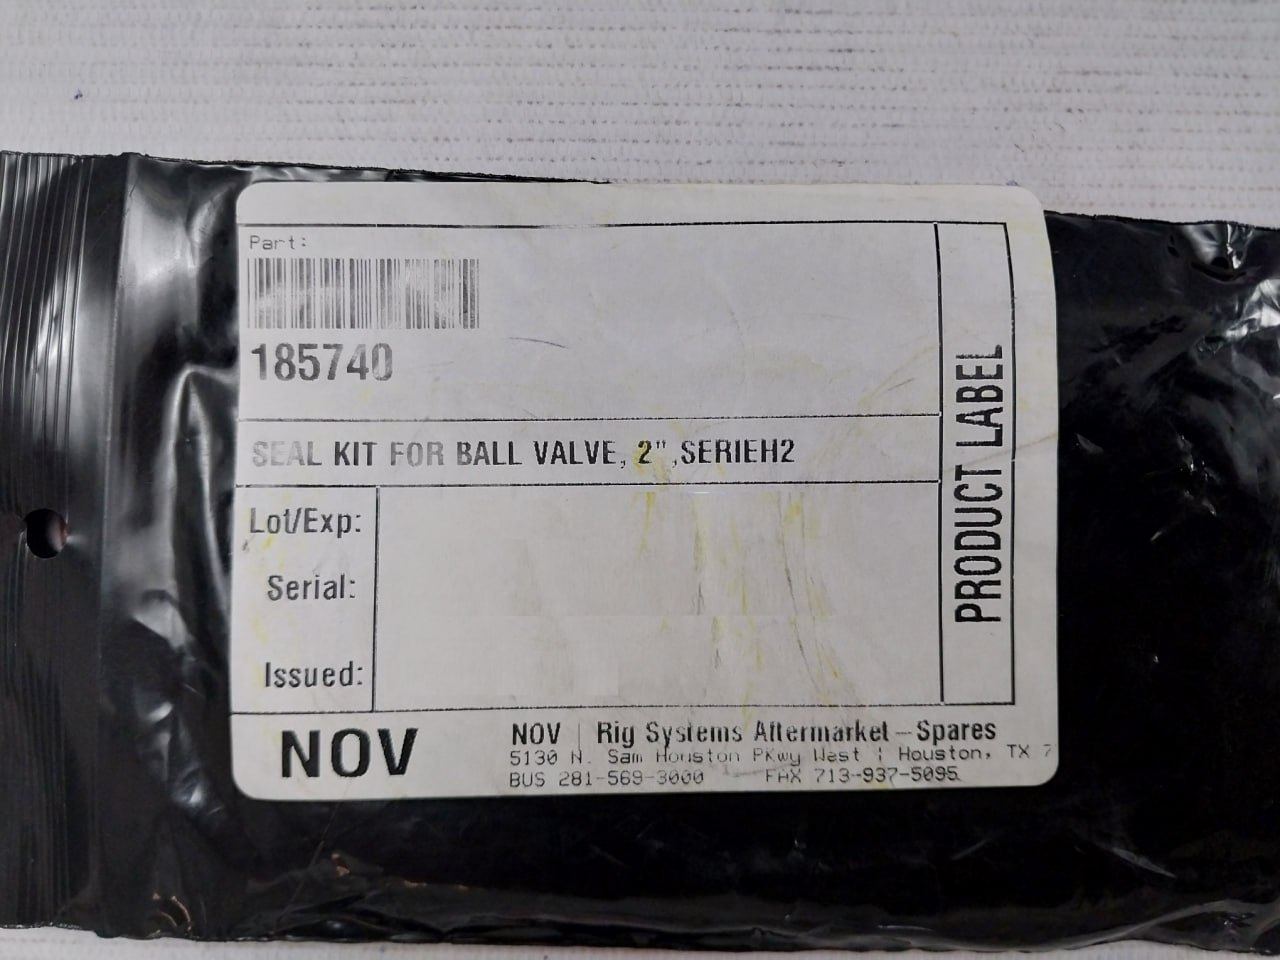 Part:
185740
SEAL KIT FOR BALL VALVE, 2",SERIEH2
Lot/Exp:
Serial:
Issued:
PRODUCT LABEL
NOV
NOV | Rig Systems Aftermarket - Spares
5130 N. Sam Houston PKwy West ¦ Houston, TX 7
BUS 281-569-3000 FAX 713-937-5095